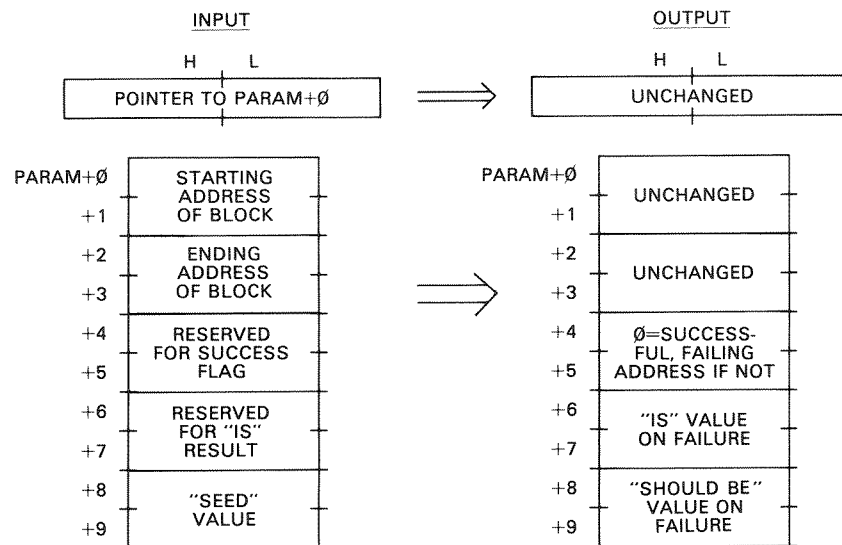 INPUT
H L
POINTER TO PARAM+Ø
PARAM+Ø
+1
STARTING
ADDRESS
OF BLOCK
+2
+3
ENDING
ADDRESS
OF BLOCK
+4
+5
RESERVED
FOR SUCCESS
FLAG
+6
+7
RESERVED
FOR "IS"
RESULT
+8
+9
"SEED"
VALUE
OUTPUT
H L
UNCHANGED
PARAM+Ø
+1
UNCHANGED
+2
+3
UNCHANGED
+4
+5
Ø=SUCCESS-
FUL, FAILING
ADDRESS IF NOT
+6
+7
"IS" VALUE
ON FAILURE
+8
+9
"SHOULD BE"
VALUE ON
FAILURE